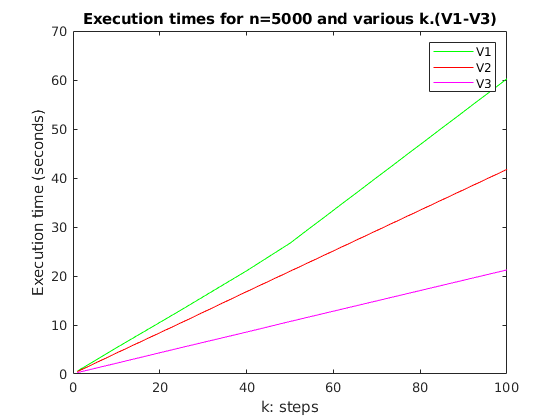 Execution times for n=5000 and various k.(V1-V3)
70
60
50
40
30
20
10
0
Execution time (seconds)
V1
V2
V3
0 20 40 60 80 100
k: steps